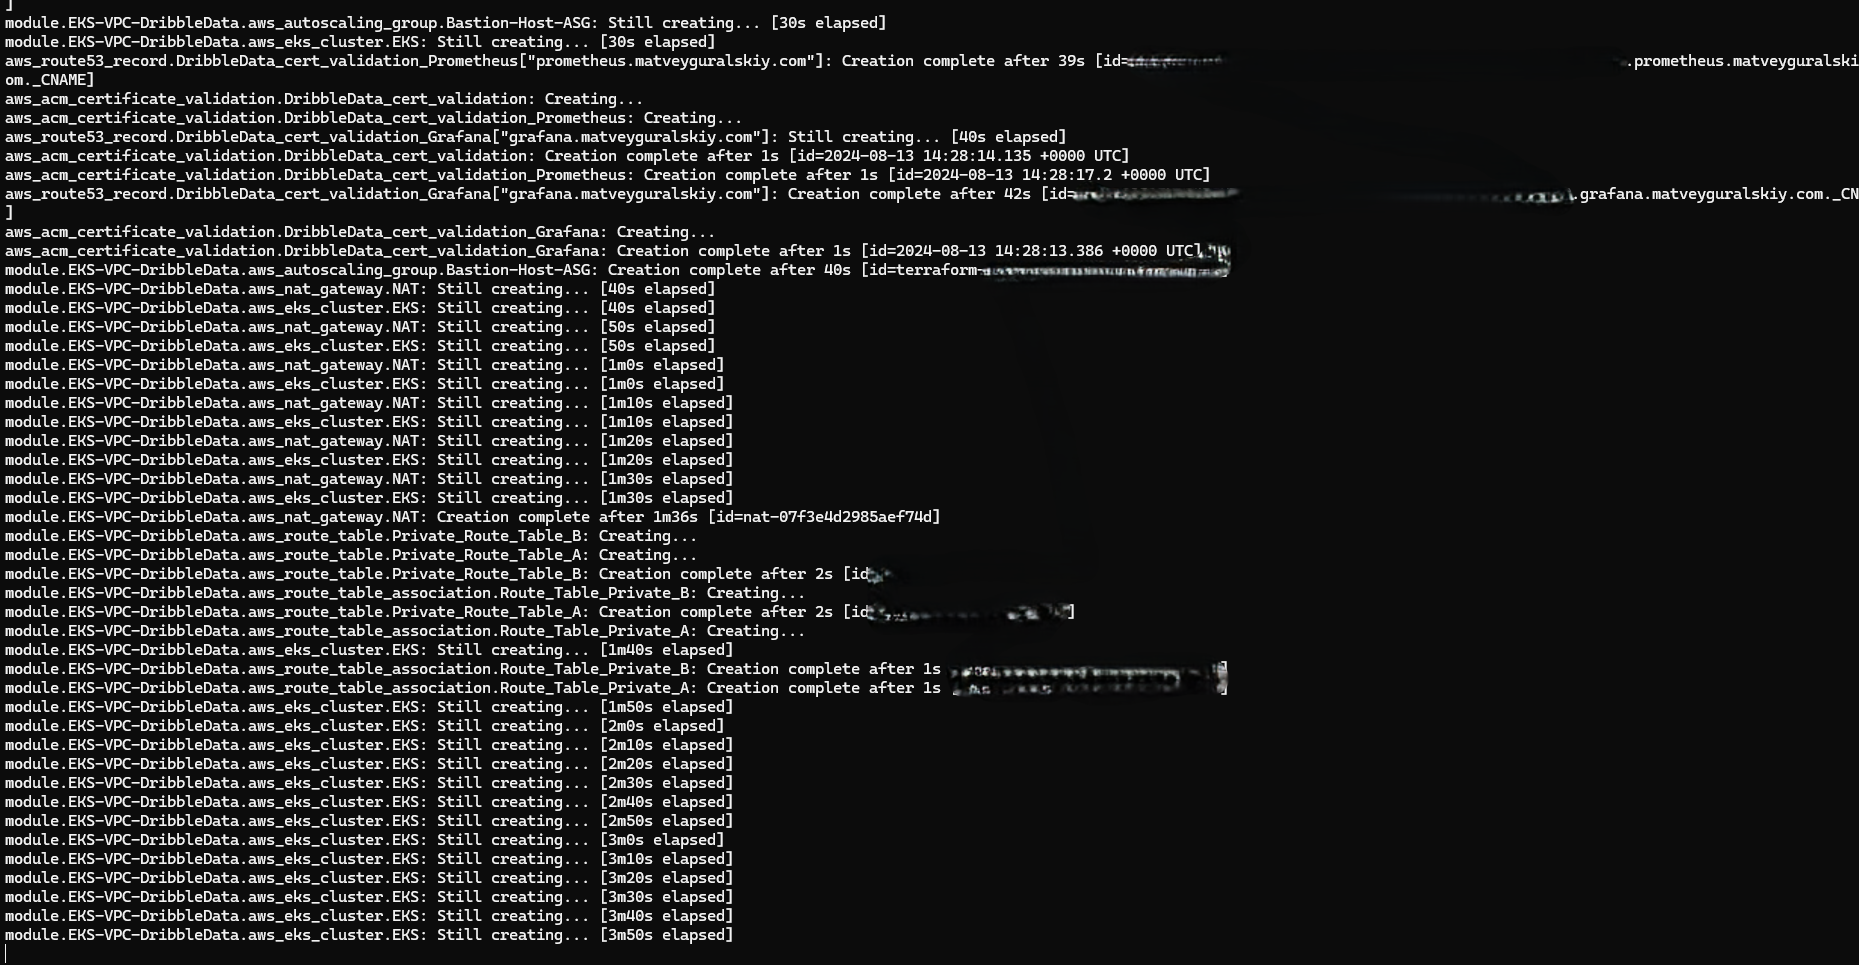 ]
module.EKS-VPC-DribbleData.aws_autoscaling_group.Bastion-Host-ASG: Still creating... [30s elapsed]
module.EKS-VPC-DribbleData.aws_eks_cluster.EKS: Still creating... [30s elapsed]
aws_route53_record.DribbleData_cert_validation_Prometheus["prometheus.matveyguralskiy.com"]: Creation complete after 39s [id= .prometheus.matveyguralski
om._CNAME]
aws_acm_certificate_validation.DribbleData_cert_validation: Creating...
aws_acm_certificate_validation.DribbleData_cert_validation_Prometheus: Creating...
aws_route53_record.DribbleData_cert_validation_Grafana["grafana.matveyguralskiy.com"]: Still creating... [40s elapsed]
aws_acm_certificate_validation.DribbleData_cert_validation: Creation complete after 1s [id=2024-08-13 14:28:14.135 +0000 UTC]
aws_acm_certificate_validation.DribbleData_cert_validation_Prometheus: Creation complete after 1s [id=2024-08-13 14:28:17.2 +0000 UTC]
aws_route53_record.DribbleData_cert_validation_Grafana["grafana.matveyguralskiy.com"]: Creation complete after 42s [id= .grafana.matveyguralskiy.com._CN
]
aws_acm_certificate_validation.DribbleData_cert_validation_Grafana: Creating...
aws_acm_certificate_validation.DribbleData_cert_validation_Grafana: Creation complete after 1s [id=2024-08-13 14:28:13.386 +0000 UTC]
module.EKS-VPC-DribbleData.aws_autoscaling_group.Bastion-Host-ASG: Creation complete after 40s [id=terraform-
module.EKS-VPC-DribbleData.aws_nat_gateway.NAT: Still creating... [40s elapsed]
module.EKS-VPC-DribbleData.aws_eks_cluster.EKS: Still creating... [40s elapsed]
module.EKS-VPC-DribbleData.aws_nat_gateway.NAT: Still creating... [50s elapsed]
module.EKS-VPC-DribbleData.aws_eks_cluster.EKS: Still creating... [50s elapsed]
module.EKS-VPC-DribbleData.aws_nat_gateway.NAT: Still creating... [1m0s elapsed]
module.EKS-VPC-DribbleData.aws_eks_cluster.EKS: Still creating... [1m0s elapsed]
module.EKS-VPC-DribbleData.aws_nat_gateway.NAT: Still creating... [1m10s elapsed]
module.EKS-VPC-DribbleData.aws_eks_cluster.EKS: Still creating... [1m10s elapsed]
module.EKS-VPC-DribbleData.aws_nat_gateway.NAT: Still creating... [1m20s elapsed]
module.EKS-VPC-DribbleData.aws_eks_cluster.EKS: Still creating... [1m20s elapsed]
module.EKS-VPC-DribbleData.aws_nat_gateway.NAT: Still creating... [1m30s elapsed]
module.EKS-VPC-DribbleData.aws_eks_cluster.EKS: Still creating... [1m30s elapsed]
module.EKS-VPC-DribbleData.aws_nat_gateway.NAT: Creation complete after 1m36s [id=nat-07f3e4d2985aef74d]
module.EKS-VPC-DribbleData.aws_route_table.Private_Route_Table_B: Creating...
module.EKS-VPC-DribbleData.aws_route_table.Private_Route_Table_A: Creating...
module.EKS-VPC-DribbleData.aws_route_table.Private_Route_Table_B: Creation complete after 2s [id
module.EKS-VPC-DribbleData.aws_route_table_association.Route_Table_Private_B: Creating...
module.EKS-VPC-DribbleData.aws_route_table.Private_Route_Table_A: Creation complete after 2s [id ]
module.EKS-VPC-DribbleData.aws_route_table_association.Route_Table_Private_A: Creating...
module.EKS-VPC-DribbleData.aws_eks_cluster.EKS: Still creating... [1m40s elapsed]
module.EKS-VPC-DribbleData.aws_route_table_association.Route_Table_Private_B: Creation complete after 1s ]
module.EKS-VPC-DribbleData.aws_route_table_association.Route_Table_Private_A: Creation complete after 1s ]
module.EKS-VPC-DribbleData.aws_eks_cluster.EKS: Still creating... [1m50s elapsed]
module.EKS-VPC-DribbleData.aws_eks_cluster.EKS: Still creating... [2m0s elapsed]
module.EKS-VPC-DribbleData.aws_eks_cluster.EKS: Still creating... [2m10s elapsed]
module.EKS-VPC-DribbleData.aws_eks_cluster.EKS: Still creating... [2m20s elapsed]
module.EKS-VPC-DribbleData.aws_eks_cluster.EKS: Still creating... [2m30s elapsed]
module.EKS-VPC-DribbleData.aws_eks_cluster.EKS: Still creating... [2m40s elapsed]
module.EKS-VPC-DribbleData.aws_eks_cluster.EKS: Still creating... [2m50s elapsed]
module.EKS-VPC-DribbleData.aws_eks_cluster.EKS: Still creating... [3m0s elapsed]
module.EKS-VPC-DribbleData.aws_eks_cluster.EKS: Still creating... [3m10s elapsed]
module.EKS-VPC-DribbleData.aws_eks_cluster.EKS: Still creating... [3m20s elapsed]
module.EKS-VPC-DribbleData.aws_eks_cluster.EKS: Still creating... [3m30s elapsed]
module.EKS-VPC-DribbleData.aws_eks_cluster.EKS: Still creating... [3m40s elapsed]
module.EKS-VPC-DribbleData.aws_eks_cluster.EKS: Still creating... [3m50s elapsed]